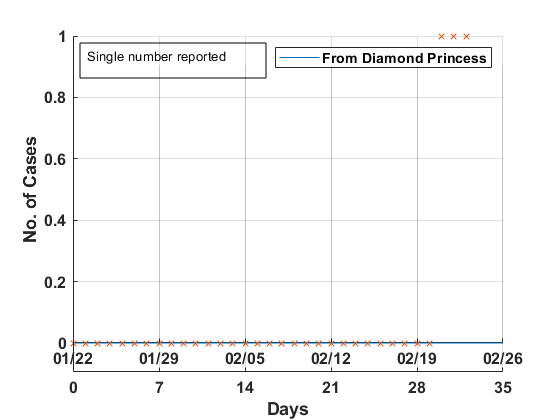 1
Single number reported
From Diamond Princess
0.8
0.6
0.4
0.2
0
No. of Cases
01/22 01/29 02/05 02/12 02/19 02/26
0 7 14 21 28 35
Days